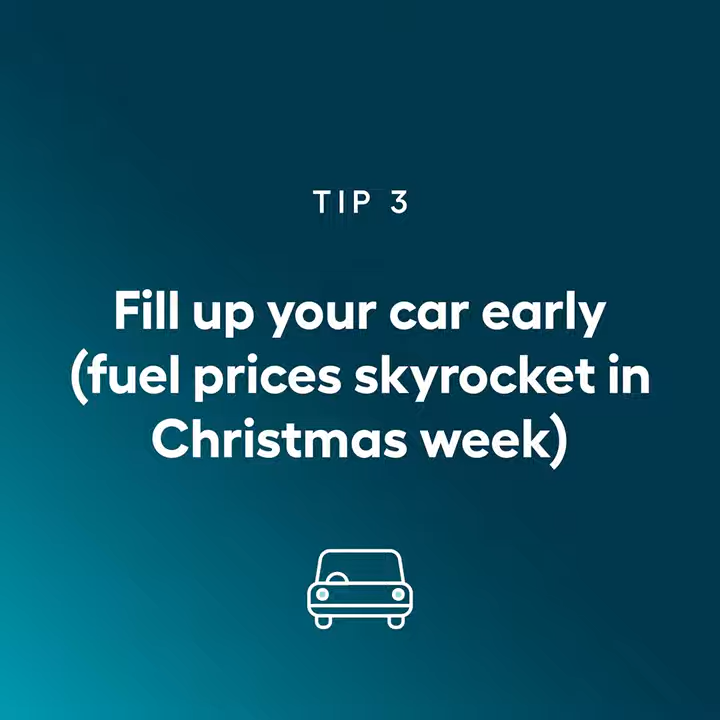 TIP 3
Fill up your car early
(fuel prices skyrocket in
Christmas week)